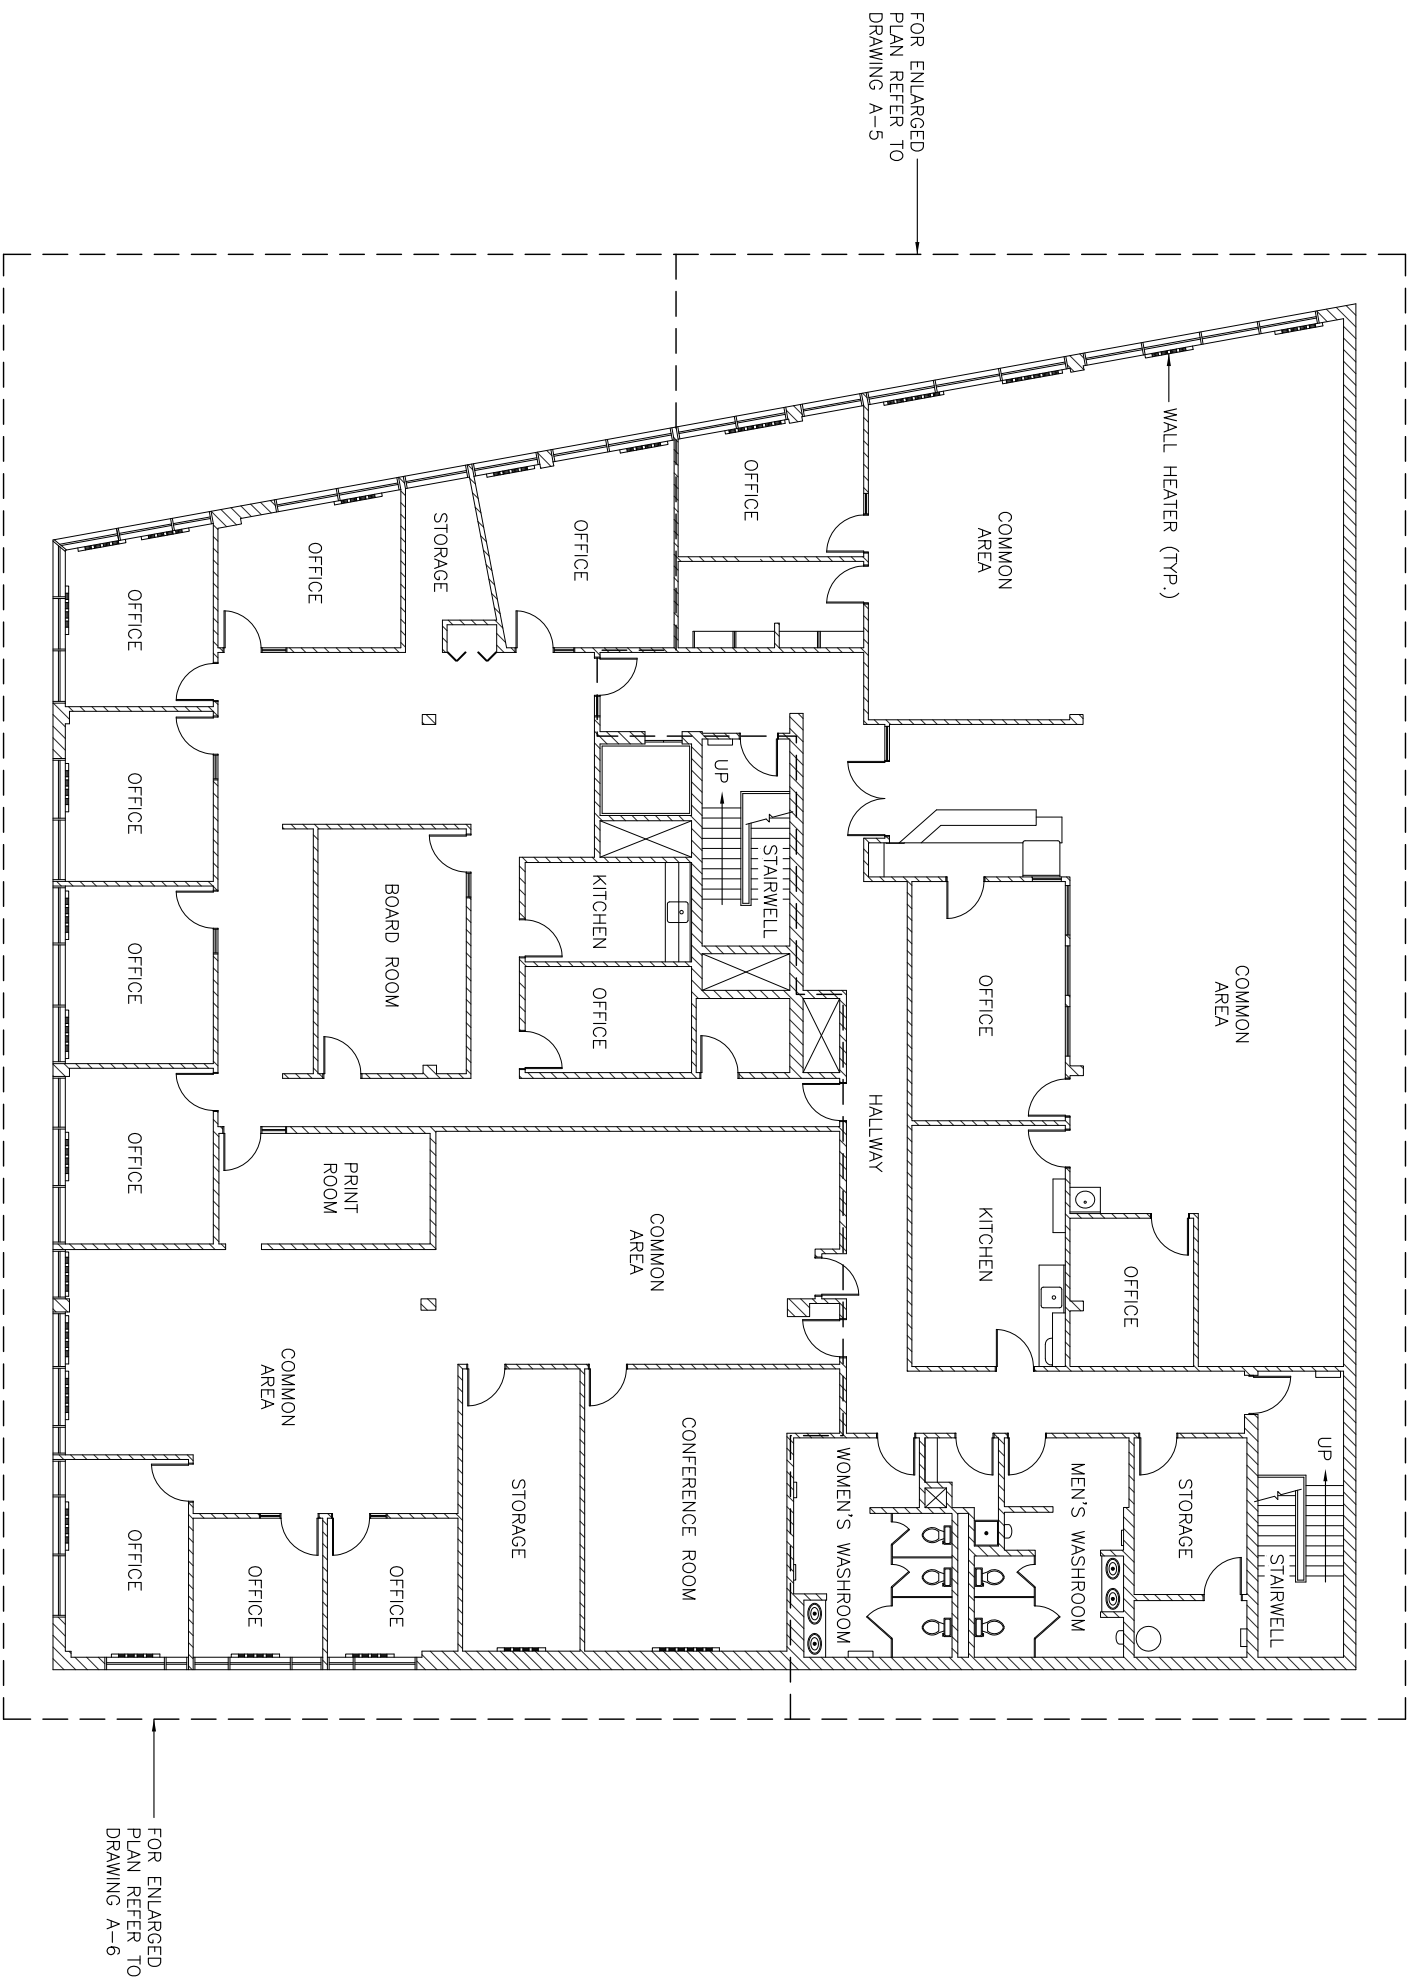 UP
STAIRWELL
COMMON
AREA
STORAGE
WALL HEATER (TYP.)
OFFICE
MEN'S WASHROOM
COMMON
AREA
OFFICE
KITCHEN
FOR ENLARGED
PLAN REFER TO
DRAWING A-5
HALLWAY
WOMEN'S WASHROOM
STAIRWELL
OFFICE
UP
CONFERENCE ROOM
COMMON
AREA
KITCHEN
OFFICE
OFFICE
STORAGE
STORAGE
OFFICE
BOARD ROOM
PRINT
ROOM
OFFICE
COMMON
AREA
OFFICE
OFFICE
OFFICE
OFFICE
OFFICE
OFFICE
FOR ENLARGED
PLAN REFER TO
DRAWING A-6